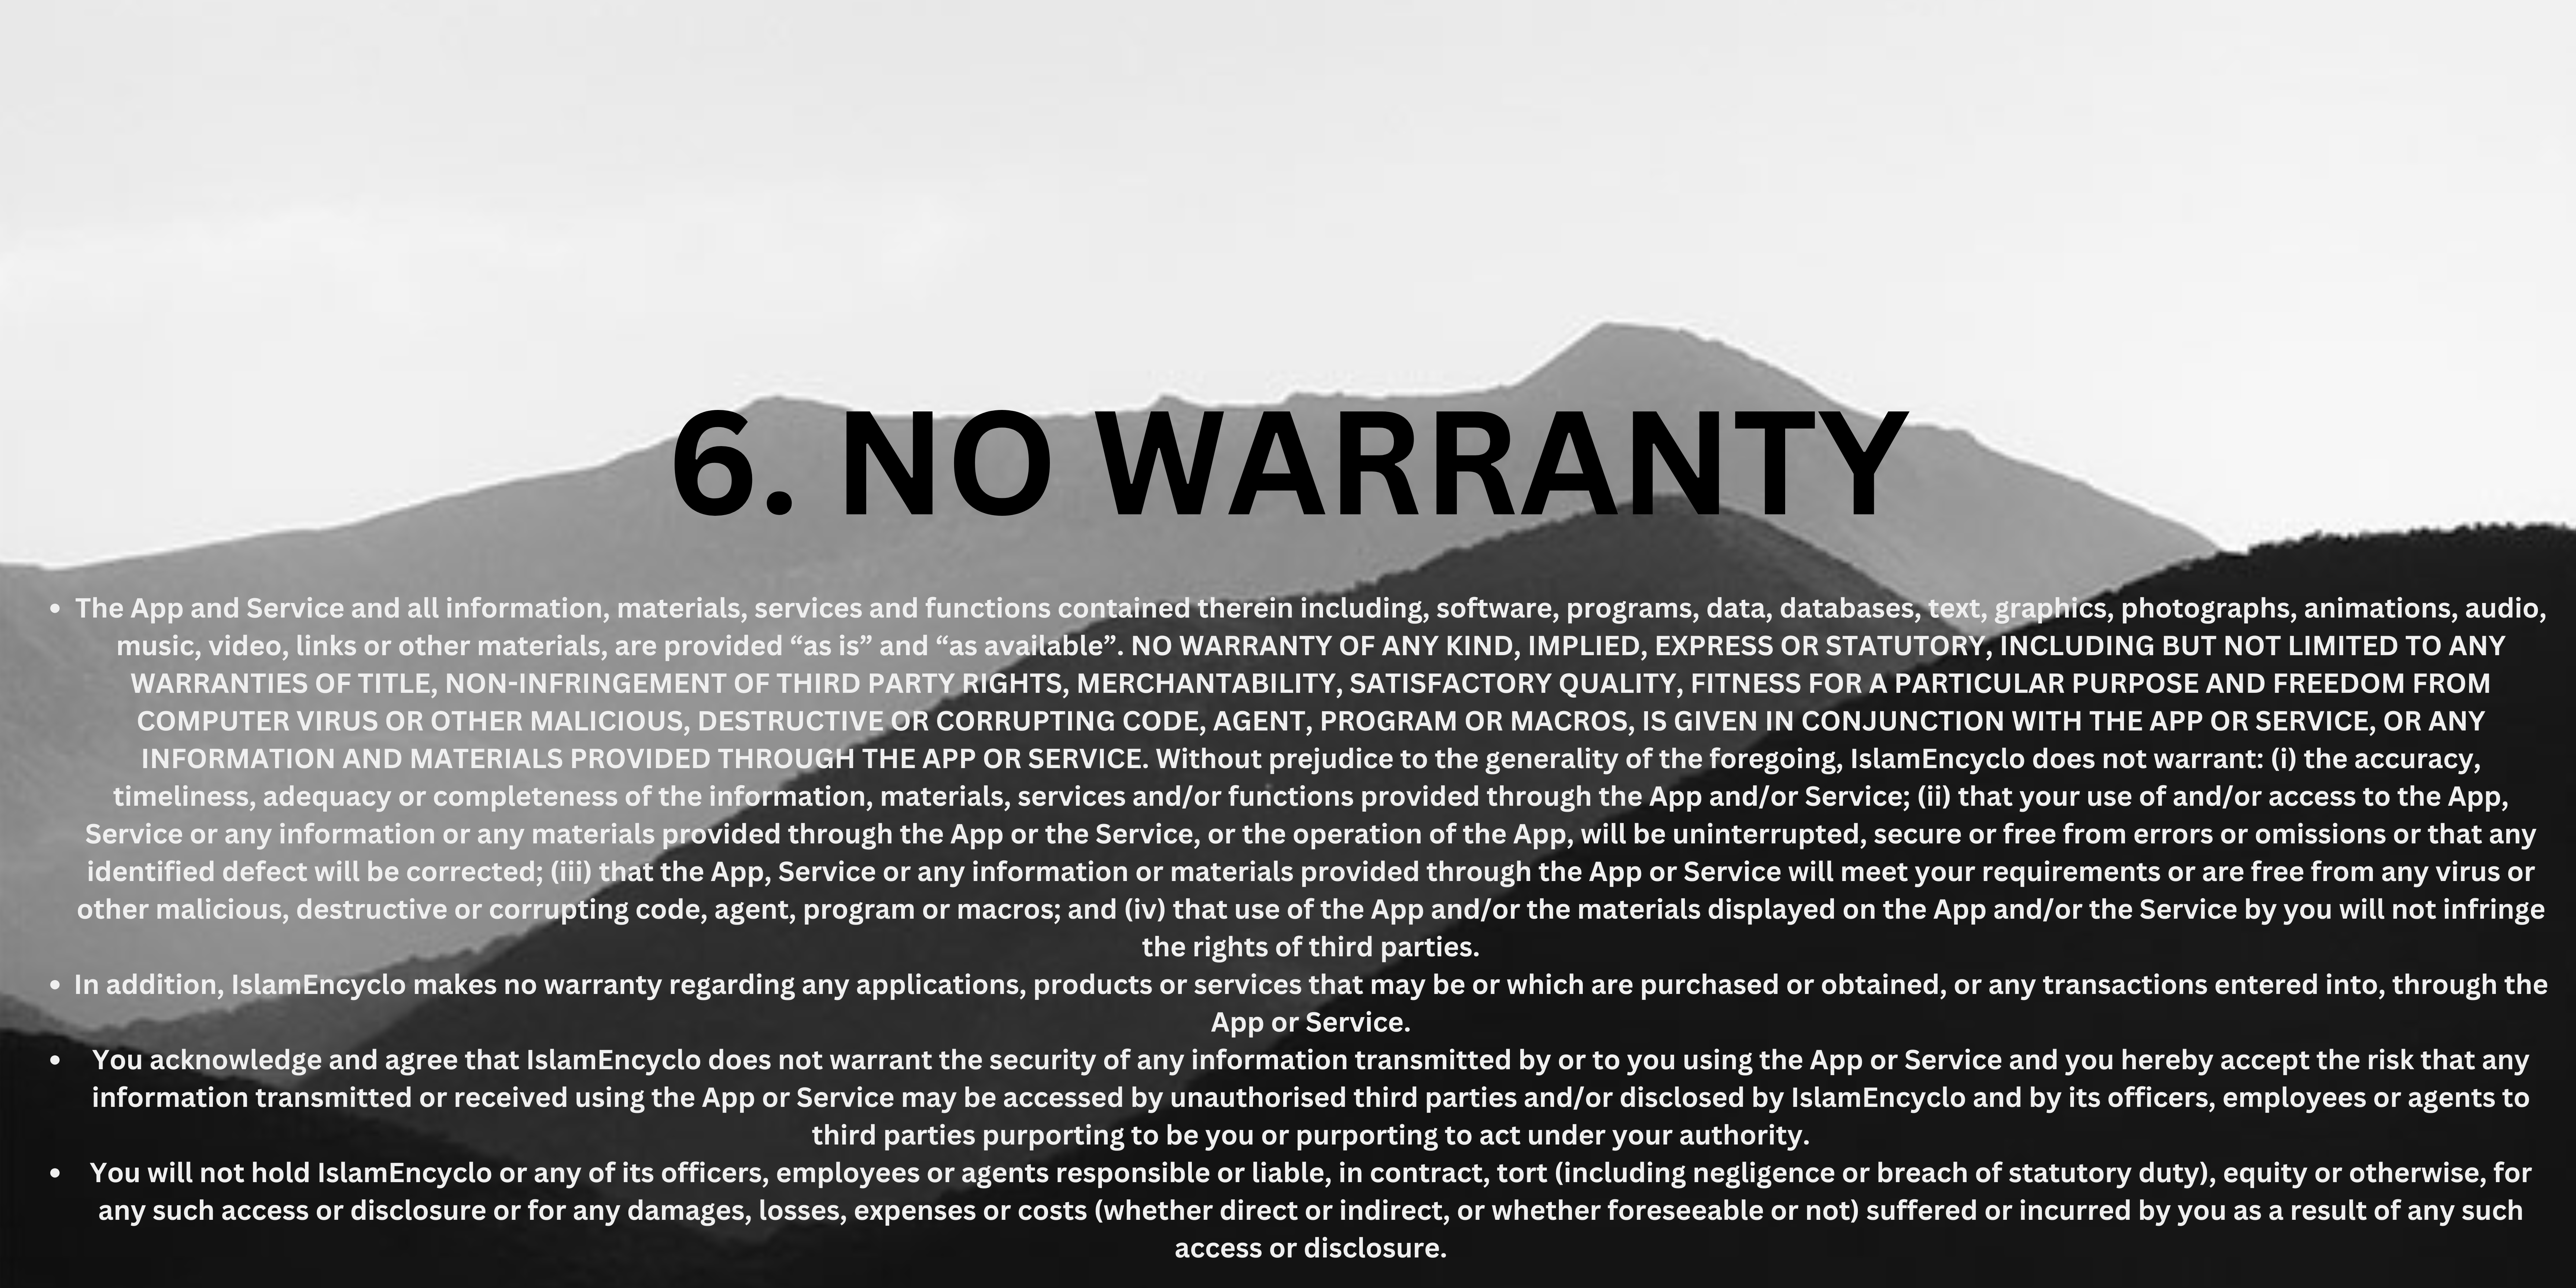 6. NO WARRANTY
• The App and Service and all information, materials, services and functions contained therein including, software, programs, data, databases, text, graphics, photographs, animations, audio,
music, video, links or other materials, are provided “as is” and “as available”. NO WARRANTY OF ANY KIND, IMPLIED, EXPRESS OR STATUTORY, INCLUDING BUT NOT LIMITED TO ANY
WARRANTIES OF TITLE, NON-INFRINGEMENT OF THIRD PARTY RIGHTS, MERCHANTABILITY, SATISFACTORY QUALITY, FITNESS FOR A PARTICULAR PURPOSE AND FREEDOM FROM
COMPUTER VIRUS OR OTHER MALICIOUS, DESTRUCTIVE OR CORRUPTING CODE, AGENT, PROGRAM OR MACROS, IS GIVEN IN CONJUNCTION WITH THE APP OR SERVICE, OR ANY
INFORMATION AND MATERIALS PROVIDED THROUGH THE APP OR SERVICE. Without prejudice to the generality of the foregoing, IslamEncyclo does not warrant: (i) the accuracy,
timeliness, adequacy or completeness of the information, materials, services and/or functions provided through the App and/or Service; (ii) that your use of and/or access to the App,
Service or any information or any materials provided through the App or the Service, or the operation of the App, will be uninterrupted, secure or free from errors or omissions or that any
identified defect will be corrected; (iii) that the App, Service or any information or materials provided through the App or Service will meet your requirements or are free from any virus or
other malicious, destructive or corrupting code, agent, program or macros; and (iv) that use of the App and/or the materials displayed on the App and/or the Service by you will not infringe
the rights of third parties.
• In addition, IslamEncyclo makes no warranty regarding any applications, products or services that may be or which are purchased or obtained, or any transactions entered into, through the
App or Service.
• You acknowledge and agree that IslamEncyclo does not warrant the security of any information transmitted by or to you using the App or Service and you hereby accept the risk that any
information transmitted or received using the App or Service may be accessed by unauthorised third parties and/or disclosed by IslamEncyclo and by its officers, employees or agents to
third parties purporting to be you or purporting to act under your authority.
• You will not hold IslamEncyclo or any of its officers, employees or agents responsible or liable, in contract, tort (including negligence or breach of statutory duty), equity or otherwise, for
any such access or disclosure or for any damages, losses, expenses or costs (whether direct or indirect, or whether foreseeable or not) suffered or incurred by you as a result of any such
access or disclosure.